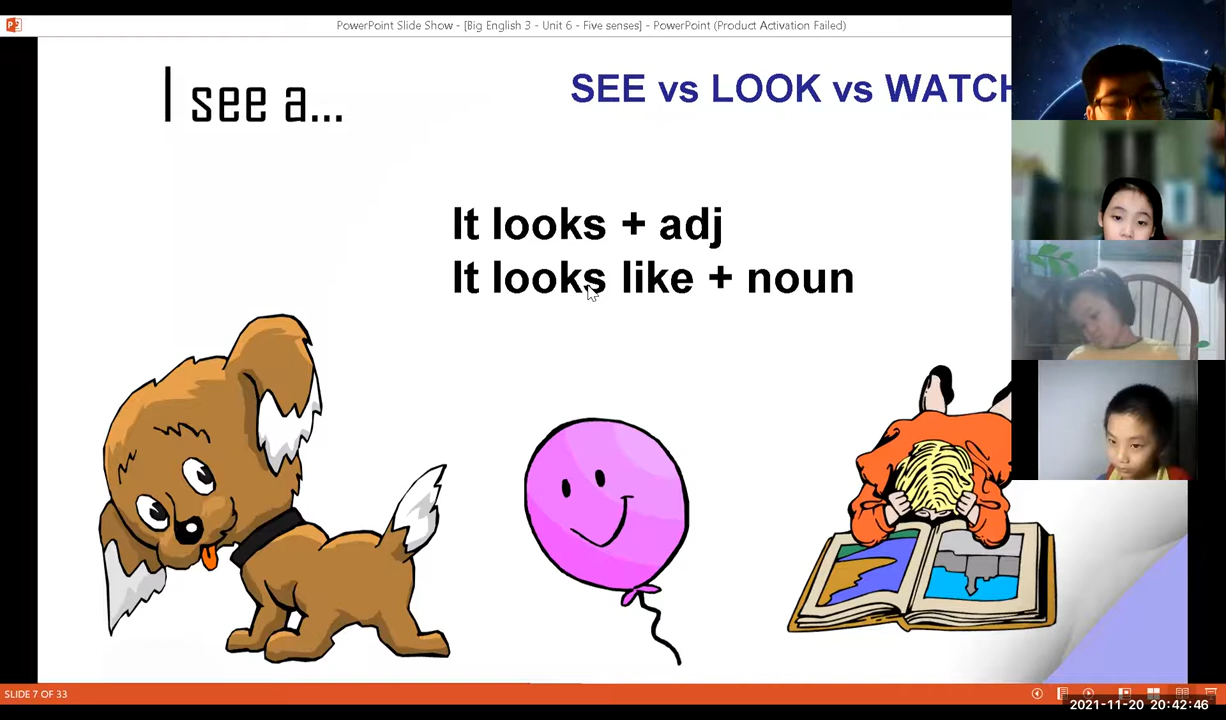 PowerPoint Slide Show - [Big English 3 - Unit 6 - Five senses] - PowerPoint (Product Activation Failed)
I see a...
SEE vs LOOK vs WATCH
It looks + adj
It looks like + noun
SLIDE 7 OF 33
2021-11-20 20:42:46